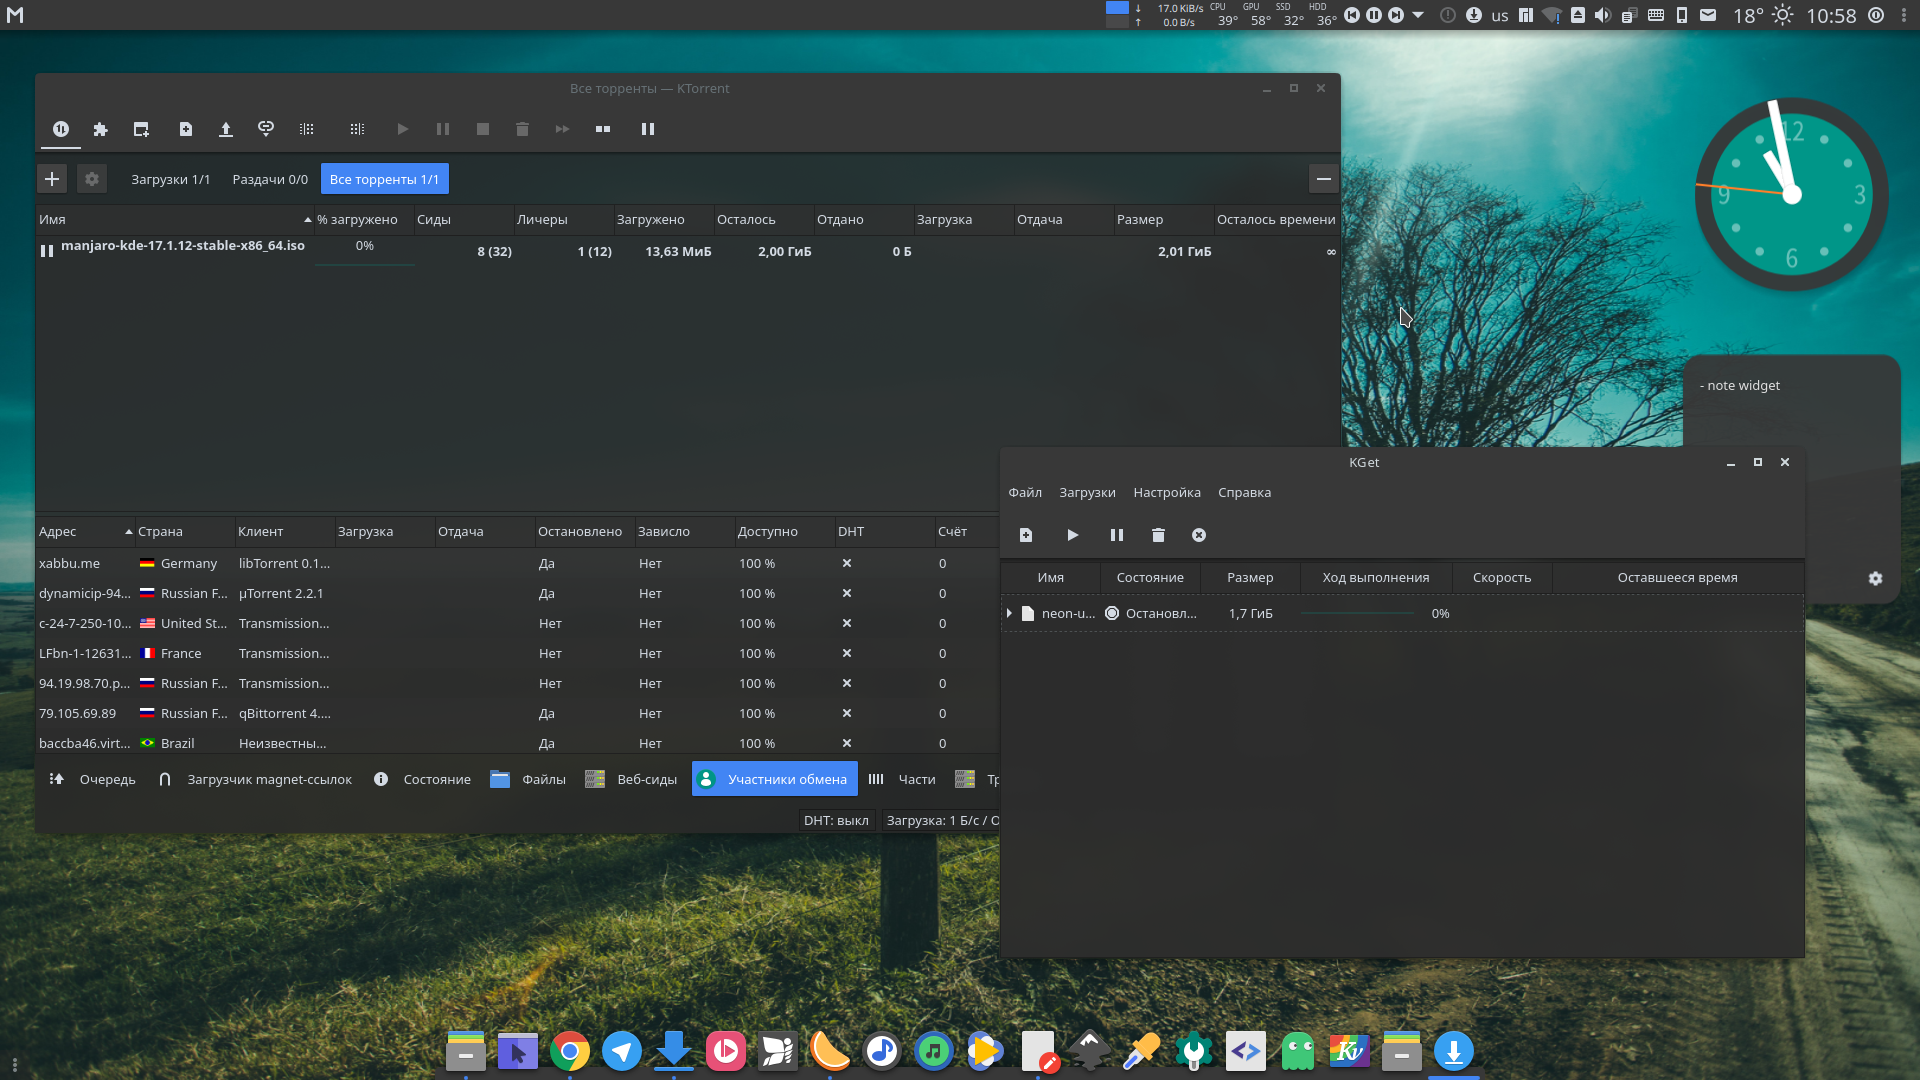 ↓ 17.0 KiB/s CPU GPU SSD HDD
↑ 0.0 B/s 39° 58° 32° 36° us 18° 10:58
Все торренты — KTorrent
Загрузки 1/1 Раздачи 0/0 Все торренты 1/1
Имя % загружено Сиды Личеры Загружено Осталось Отдано Загрузка Отдача Размер Осталось времени
manjaro-kde-17.1.12-stable-x86_64.iso 0% 8 (32) 1 (12) 13,63 МиБ 2,00 ГиБ 0 Б 2,01 ГиБ ∞
12
3
6
9
- note widget
Адрес Страна Клиент Загрузка Отдача Остановлено Зависло Доступно DHT Счёт
xabbu.me Germany libTorrent 0.1... Да Нет 100 % 0
dynamicip-94... Russian F... µTorrent 2.2.1 Да Нет 100 % 0
c-24-7-250-10... United St... Transmission... Нет Нет 100 % 0
LFbn-1-12631... France Transmission... Нет Нет 100 % 0
94.19.98.70.p... Russian F... Transmission... Нет Нет 100 % 0
79.105.69.89 Russian F... qBittorrent 4.... Да Нет 100 % 0
baccba46.virt... Brazil Неизвестны... Да Нет 100 % 0
Очередь Загрузчик magnet-ссылок Состояние Файлы Веб-сиды Участники обмена Части Тр
DHT: выкл Загрузка: 1 Б/с / О
KGet
Файл Загрузки Настройка Справка
Имя Состояние Размер Ход выполнения Скорость Оставшееся время
neon-u... Остановл... 1,7 ГиБ 0%
Kv